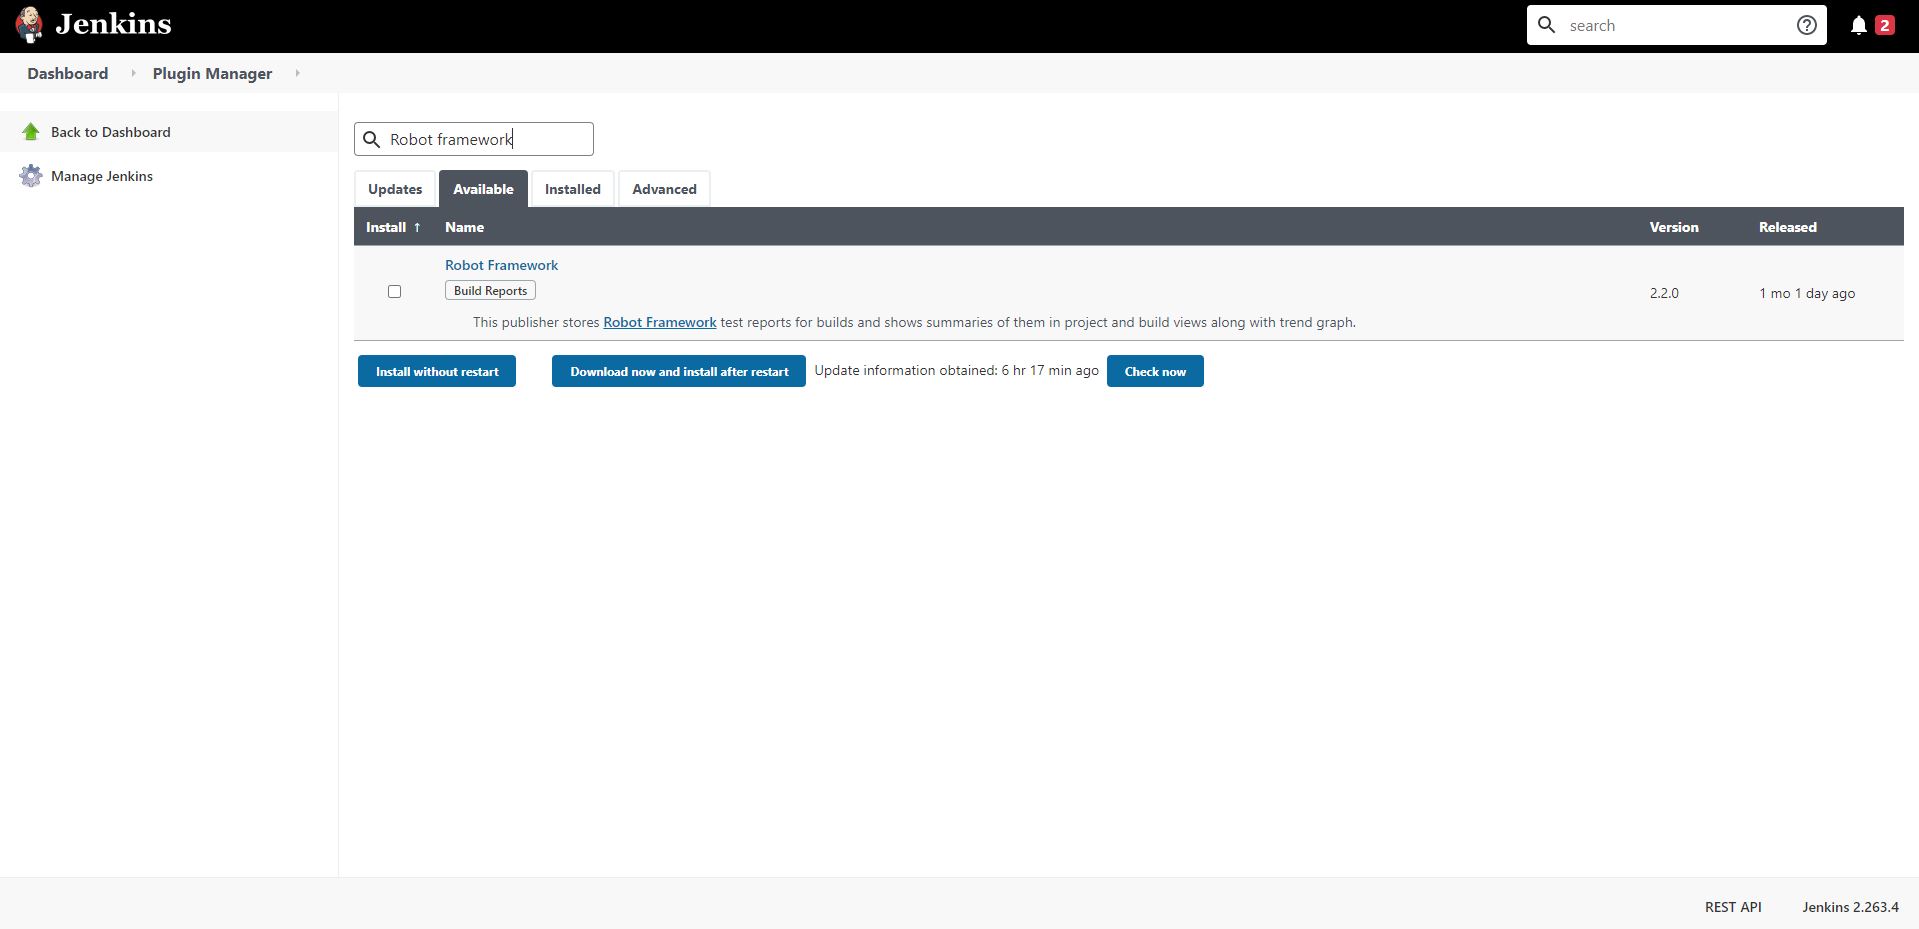 Jenkins
search
2
Dashboard
Plugin Manager
Back to Dashboard
Manage Jenkins
Robot framework
Updates
Available
Installed
Advanced
Install ↑ Name Version Released
Robot Framework
Build Reports
This publisher stores Robot Framework test reports for builds and shows summaries of them in project and build views along with trend graph.
2.2.0
1 mo 1 day ago
Install without restart
Download now and install after restart
Update information obtained: 6 hr 17 min ago
Check now
REST API
Jenkins 2.263.4